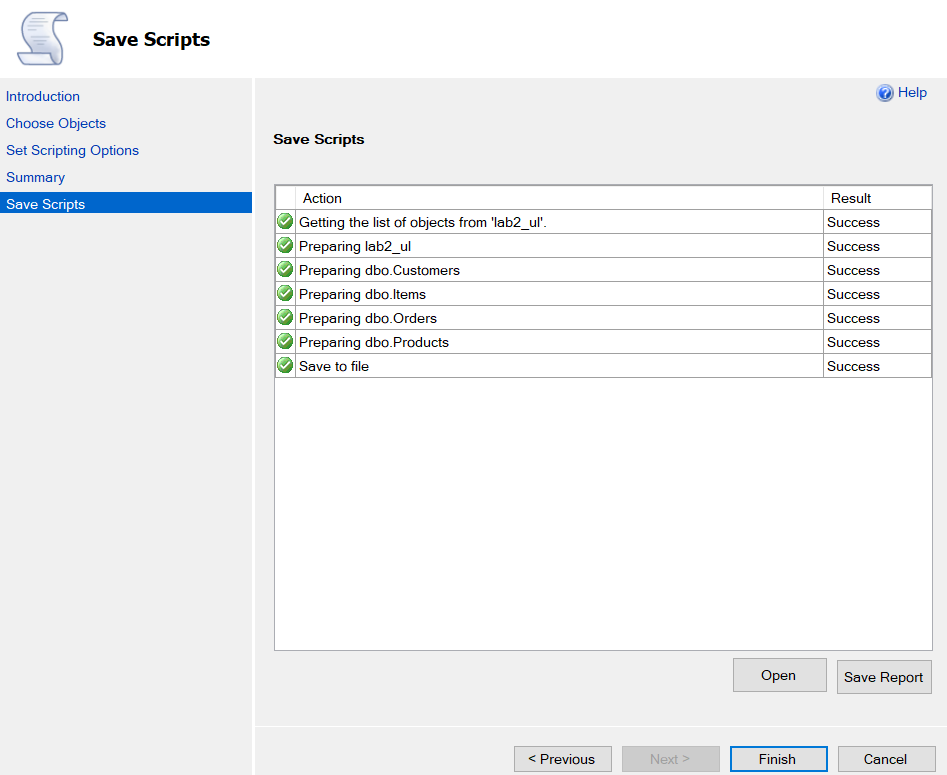 Save Scripts
Introduction
Choose Objects
Set Scripting Options
Summary
Save Scripts
Help
Save Scripts
Action Result
Getting the list of objects from 'lab2_ul'. Success
Preparing lab2_ul Success
Preparing dbo.Customers Success
Preparing dbo.Items Success
Preparing dbo.Orders Success
Preparing dbo.Products Success
Save to file Success
Open Save Report
< Previous Next > Finish Cancel